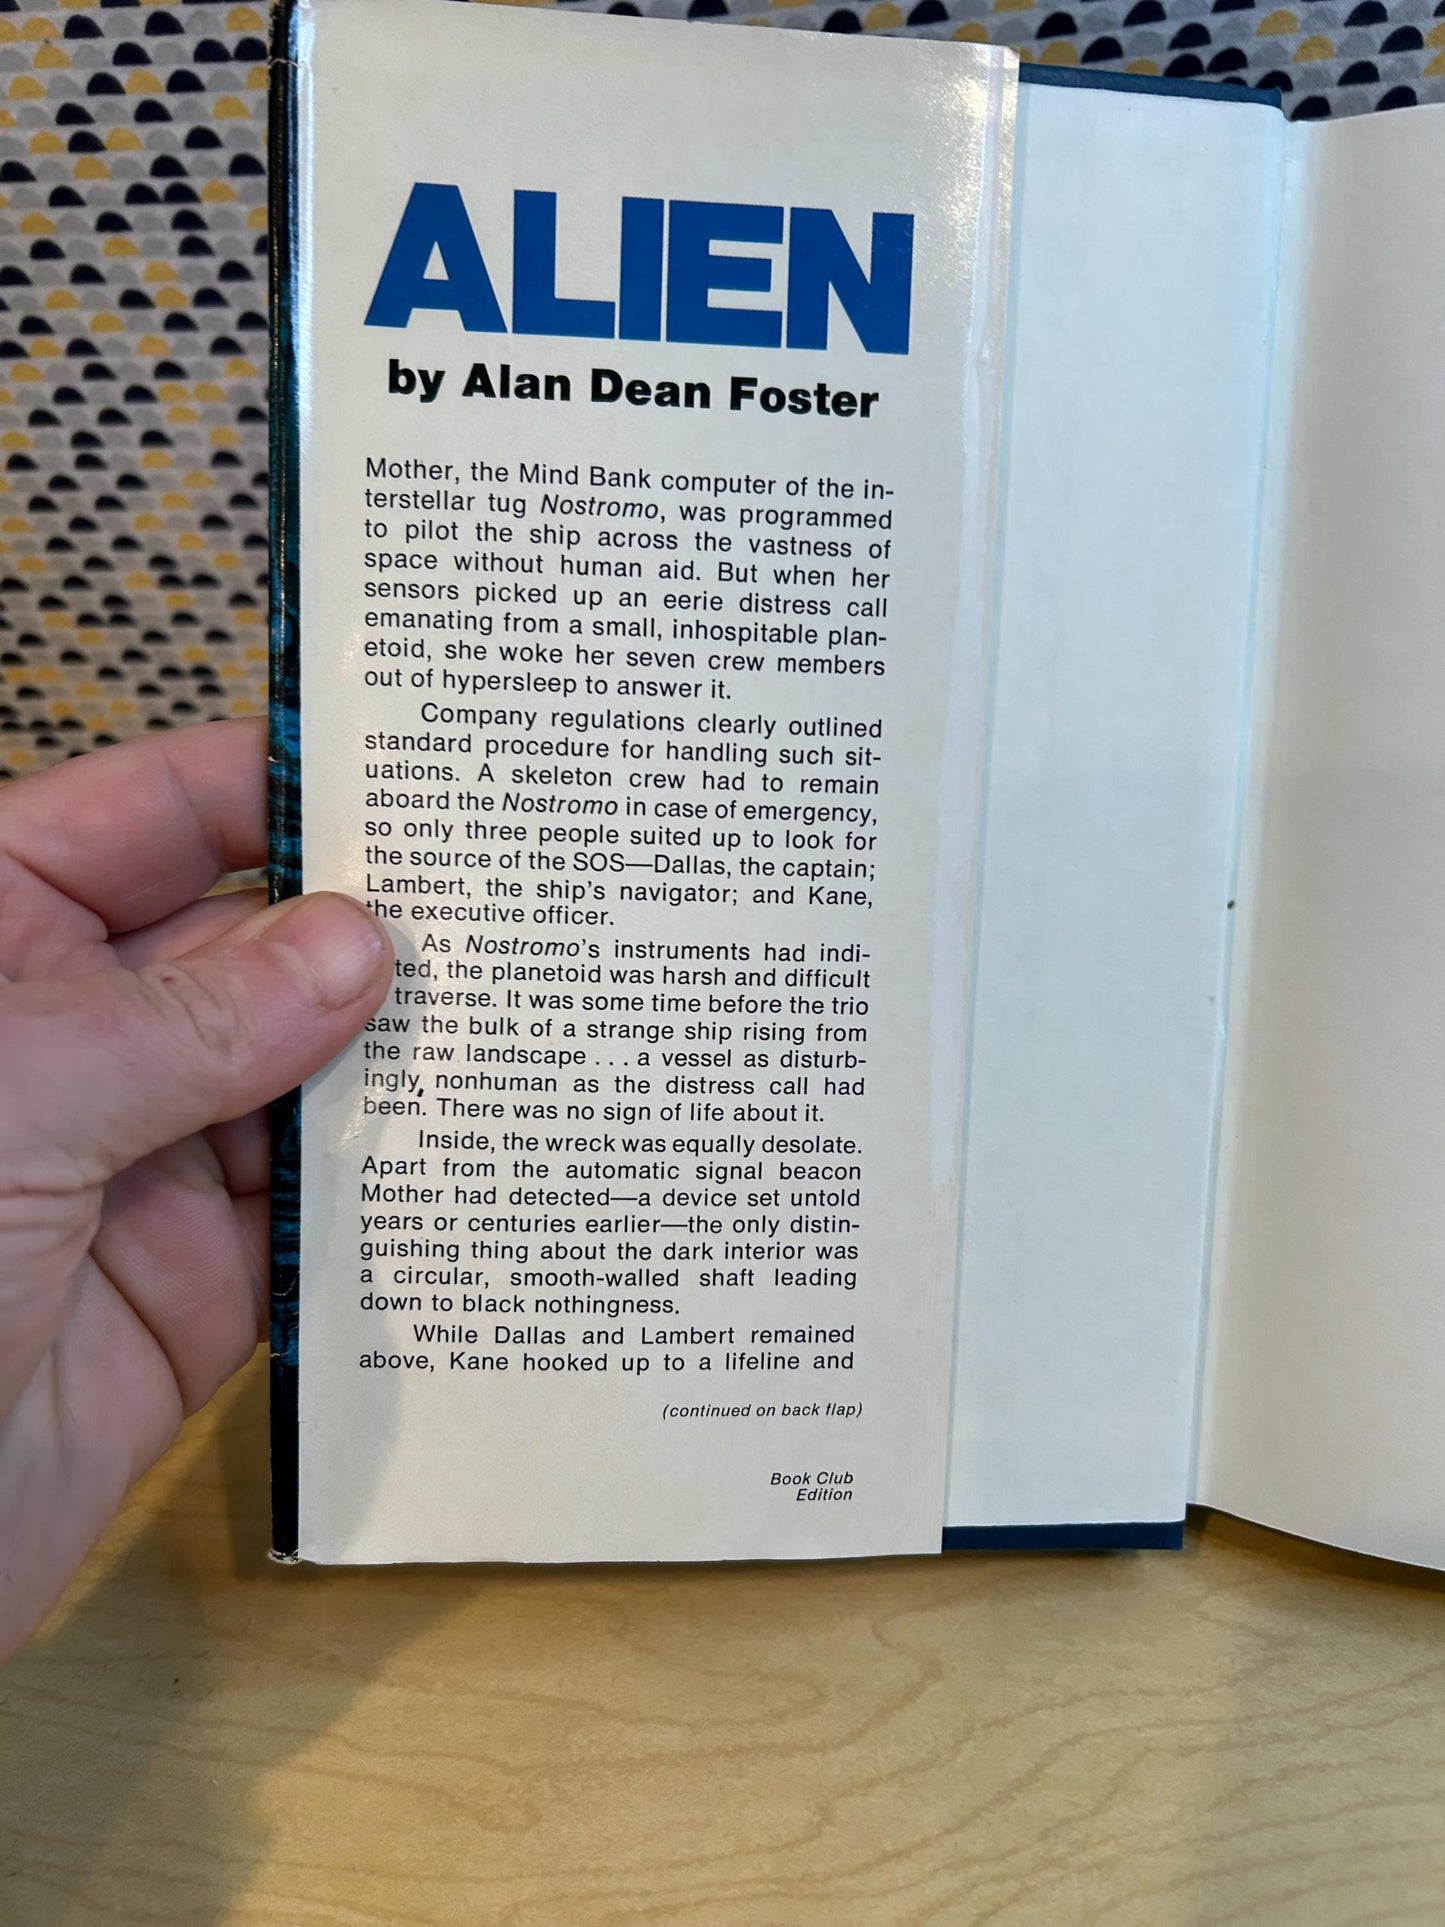 ALIEN
by Alan Dean Foster
Mother, the Mind Bank computer of the in-
terstellar tug Nostromo, was programmed
to pilot the ship across the vastness of
space without human aid. But when her
sensors picked up an eerie distress call
emanating from a small, inhospitable plan-
etoid, she woke her seven crew members
out of hypersleep to answer it.
Company regulations clearly outlined
standard procedure for handling such sit-
uations. A skeleton crew had to remain
aboard the Nostromo in case of emergency,
so only three people suited up to look for
the source of the SOS—Dallas, the captain;
Lambert, the ship's navigator; and Kane,
the executive officer.
As Nostromo's instruments had indi-
ted, the planetoid was harsh and difficult
traverse. It was some time before the trio
saw the bulk of a strange ship rising from
the raw landscape . . . a vessel as disturb-
ingly, nonhuman as the distress call had
been. There was no sign of life about it.
Inside, the wreck was equally desolate.
Apart from the automatic signal beacon
Mother had detected—a device set untold
years or centuries earlier—the only distin-
guishing thing about the dark interior was
a circular, smooth-walled shaft leading
down to black nothingness.
While Dallas and Lambert remained
above, Kane hooked up to a lifeline and
(continued on back flap)
Book Club
Edition